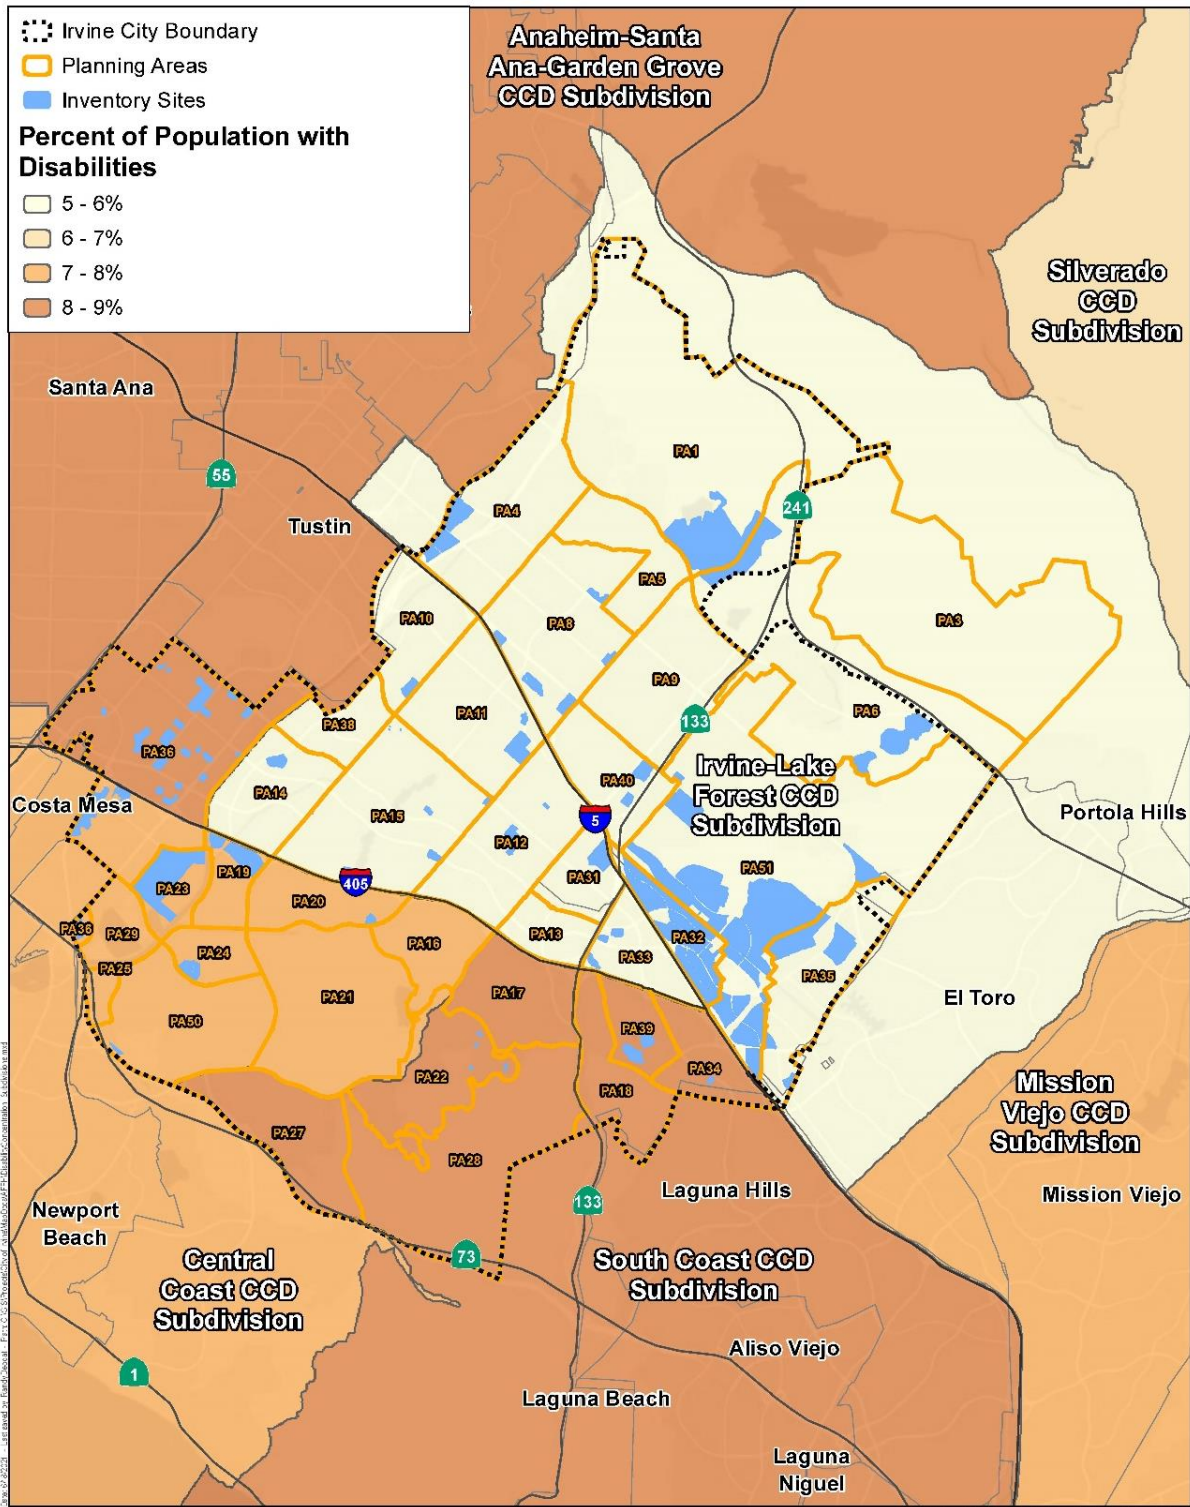 Irvine City Boundary
Planning Areas
Inventory Sites
Percent of Population with
Disabilities
5 - 6%
6 - 7%
7 - 8%
8 - 9%
Anaheim-Santa
Ana-Garden Grove
CCD Subdivision
Silverado
CCD
Subdivision
Santa Ana
55
Tustin
PA1
PA4
241
PA5
PA3
PA10
PA8
PA9
PA6
PA11
133
PA38
PA36
PA40
Irvine-Lake
Forest CCD
Subdivision
PA14
Costa Mesa
PA15
5
Portola Hills
PA12
PA19
PA51
PA23
405
PA31
PA20
PA36
PA29
PA16
PA13
PA32
PA24
PA33
PA25
PA35
PA21
PA17
El Toro
PA50
PA39
PA34
PA22
PA18
Mission
Viejo CCD
Subdivision
PA27
PA28
Laguna Hills
Mission Viejo
133
Newport
Beach
73
Central
Coast CCD
Subdivision
South Coast CCD
Subdivision
Aliso Viejo
1
Laguna Beach
Laguna
Niguel